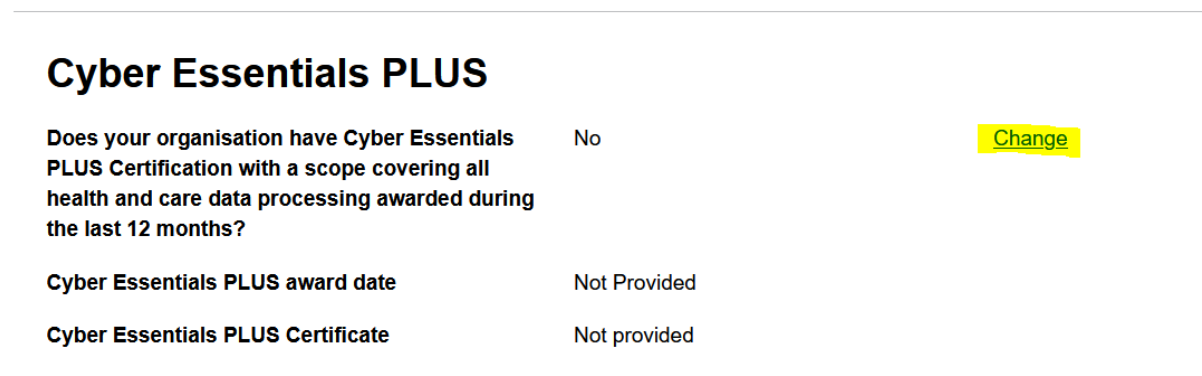 Cyber Essentials PLUS
Does your organisation have Cyber Essentials No Change
PLUS Certification with a scope covering all
health and care data processing awarded during
the last 12 months?
Cyber Essentials PLUS award date Not Provided
Cyber Essentials PLUS Certificate Not provided